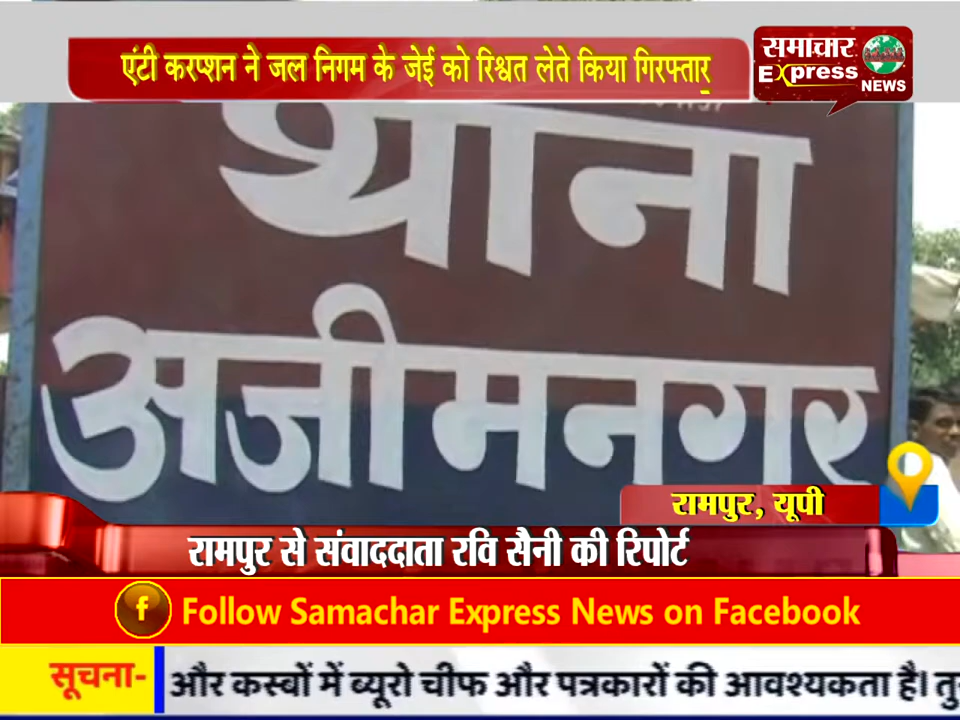 एंटी करप्शन ने जल निगम के जेई को रिश्वत लेते किया गिरफ्तार
समाचार
Express
NEWS
थाना
अजीमनगर
रामपुर, यूपी
रामपुर से संवाददाता रवि सैनी की रिपोर्ट
f Follow Samachar Express News on Facebook
सूचना- और कस्बों में ब्यूरो चीफ और पत्रकारों की आवश्यकता है।